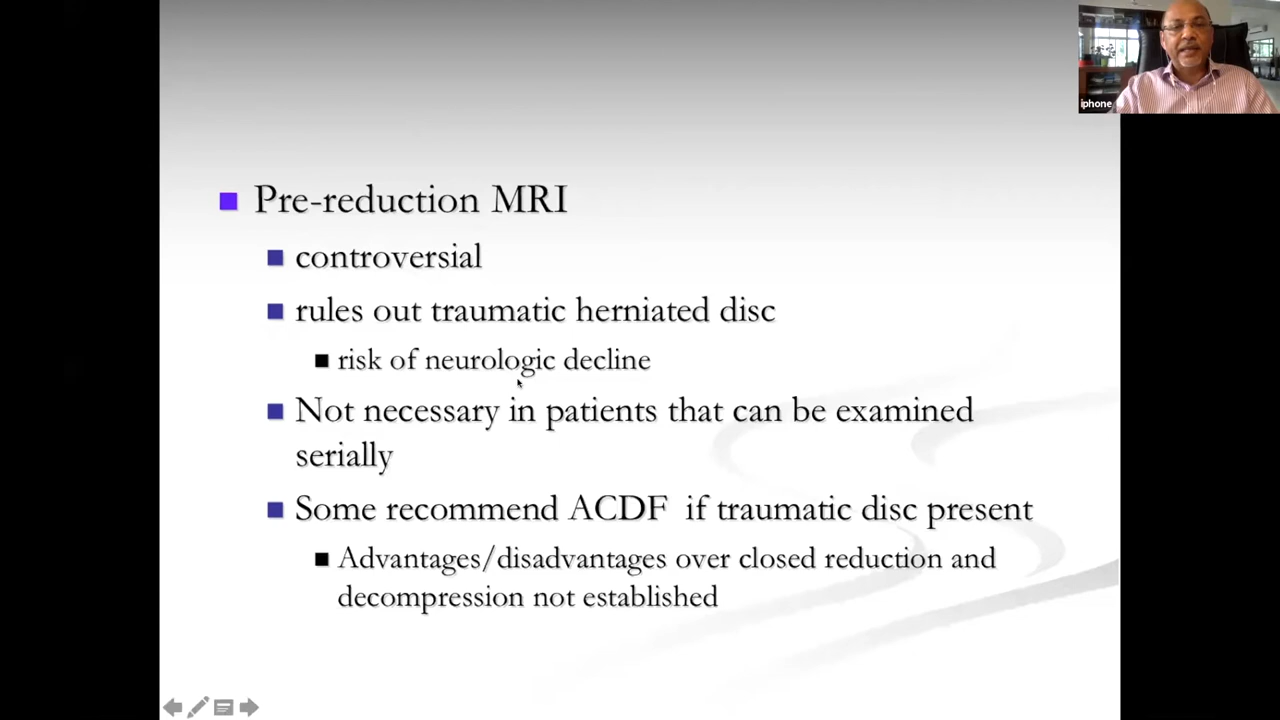 iphone
Pre-reduction MRI
controversial
rules out traumatic herniated disc
risk of neurologic decline
Not necessary in patients that can be examined
serially
Some recommend ACDF if traumatic disc present
Advantages/disadvantages over closed reduction and
decompression not established